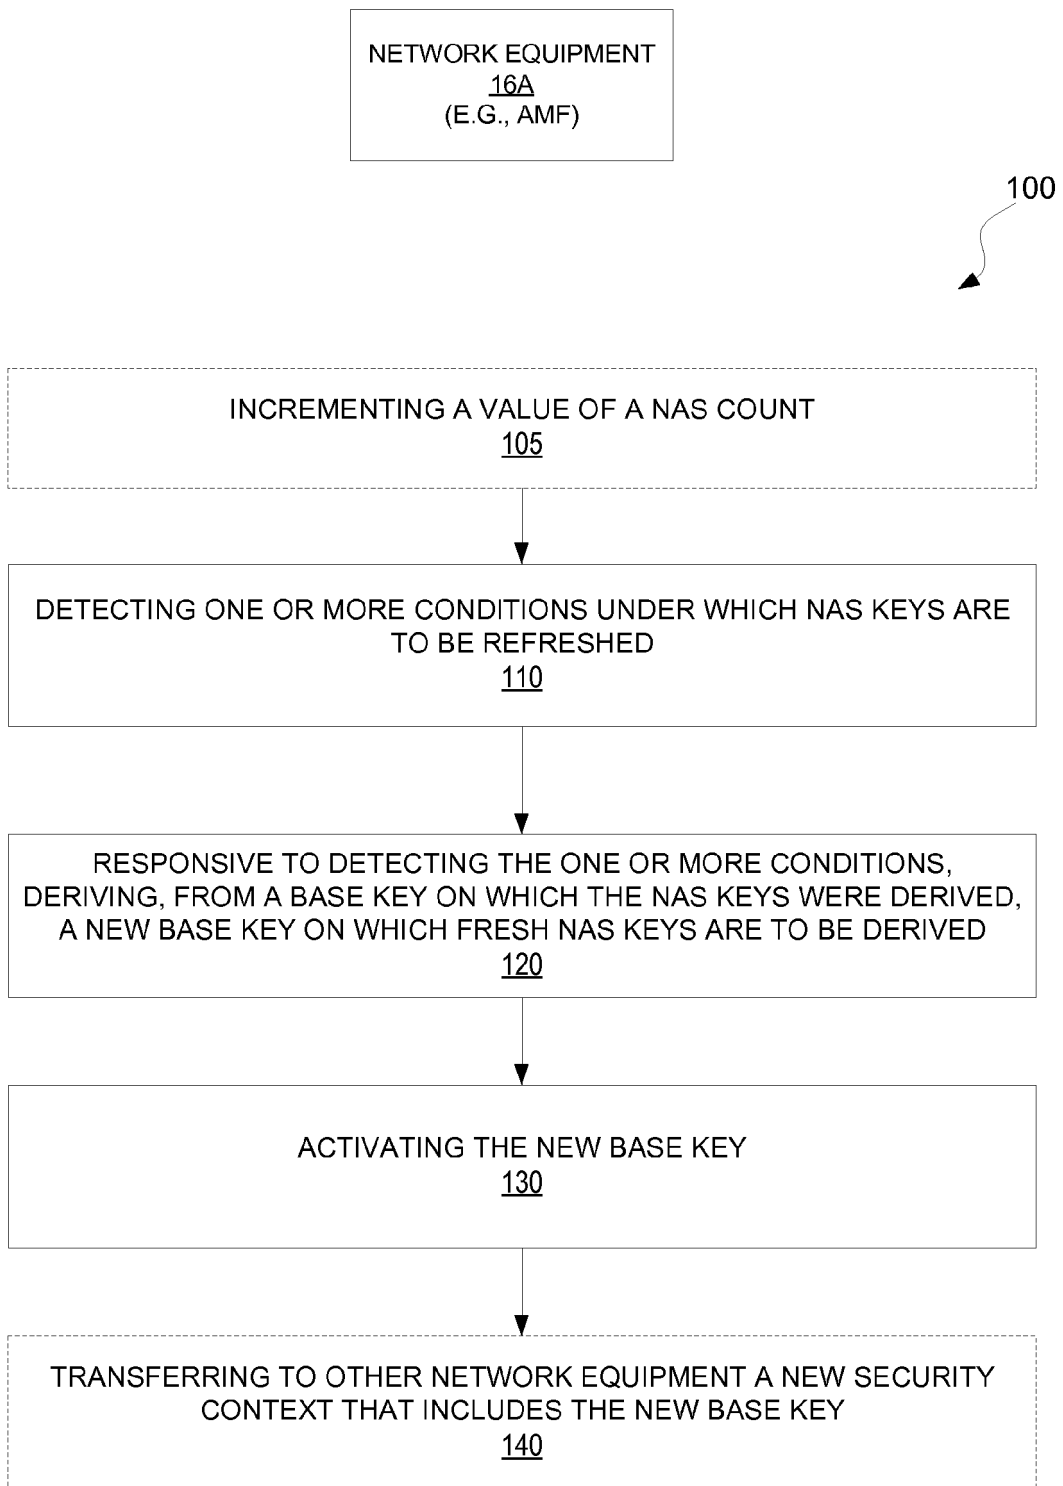 NETWORK EQUIPMENT
16A
(E.G., AMF)
100
INCREMENTING A VALUE OF A NAS COUNT
105
DETECTING ONE OR MORE CONDITIONS UNDER WHICH NAS KEYS ARE
TO BE REFRESHED
110
RESPONSIVE TO DETECTING THE ONE OR MORE CONDITIONS,
DERIVING, FROM A BASE KEY ON WHICH THE NAS KEYS WERE DERIVED,
A NEW BASE KEY ON WHICH FRESH NAS KEYS ARE TO BE DERIVED
120
ACTIVATING THE NEW BASE KEY
130
TRANSFERRING TO OTHER NETWORK EQUIPMENT A NEW SECURITY
CONTEXT THAT INCLUDES THE NEW BASE KEY
140